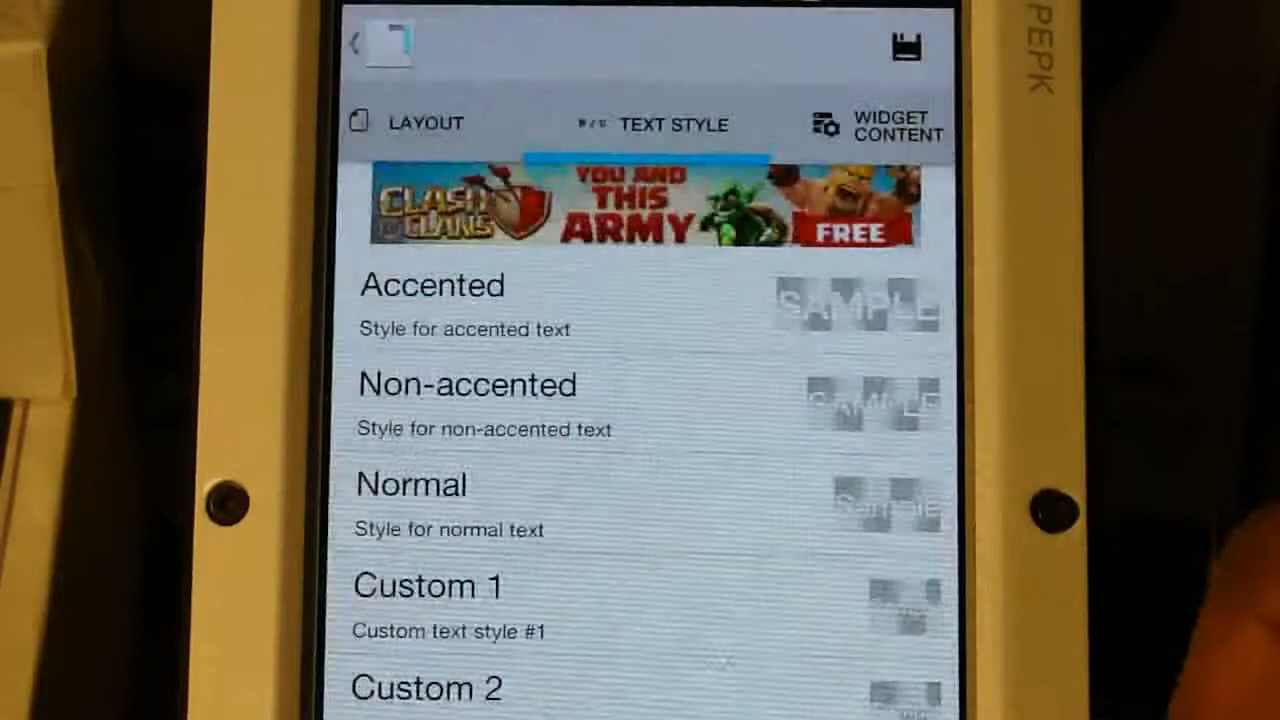 PEPK
LAYOUT
TEXT STYLE
WIDGET
CONTENT
CLASH
OF CLANS
YOU AND
THIS
ARMY
FREE
Accented
SAMPLE
Style for accented text
Non-accented
SAMPLE
Style for non-accented text
Normal
Sample
Style for normal text
Custom 1
Custom text style #1
Custom 2